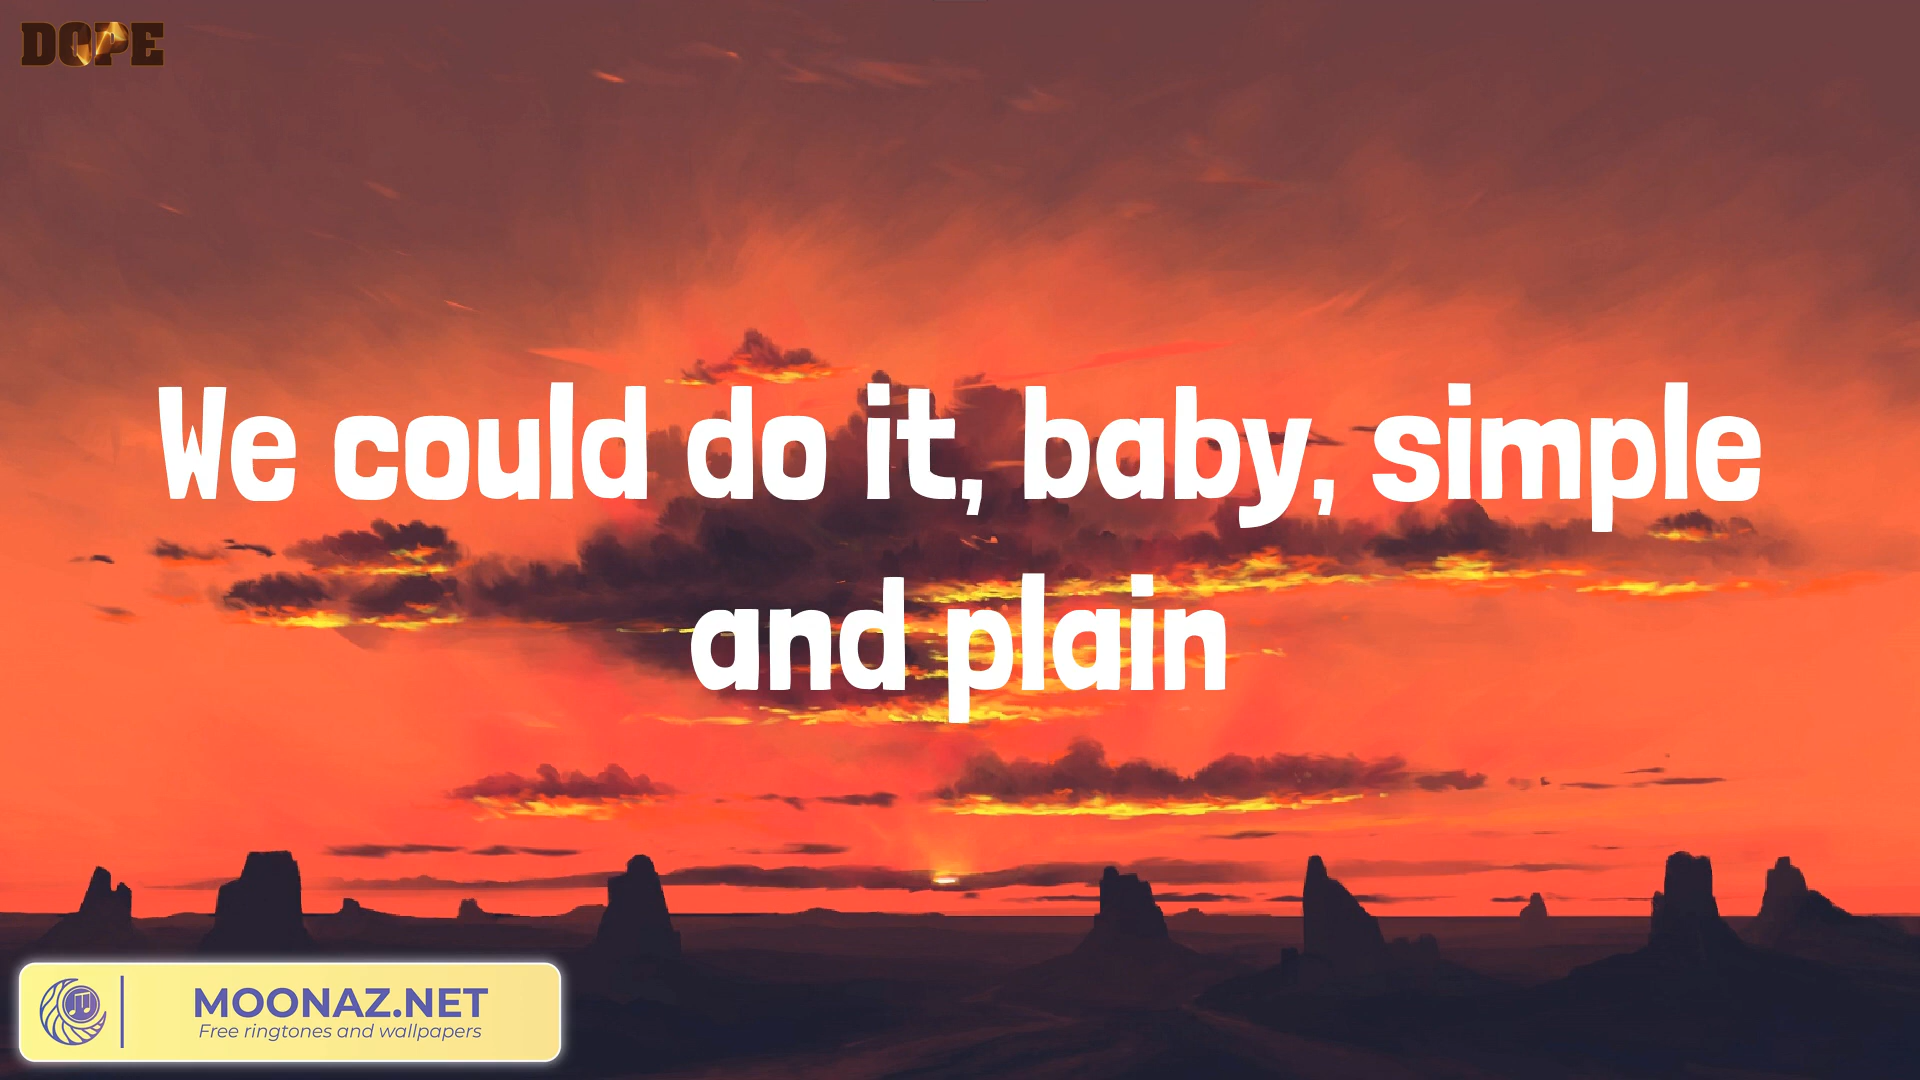 DOPE
We could do it, baby, simple
and plain
MOONAZ.NET
Free ringtones and wallpapers